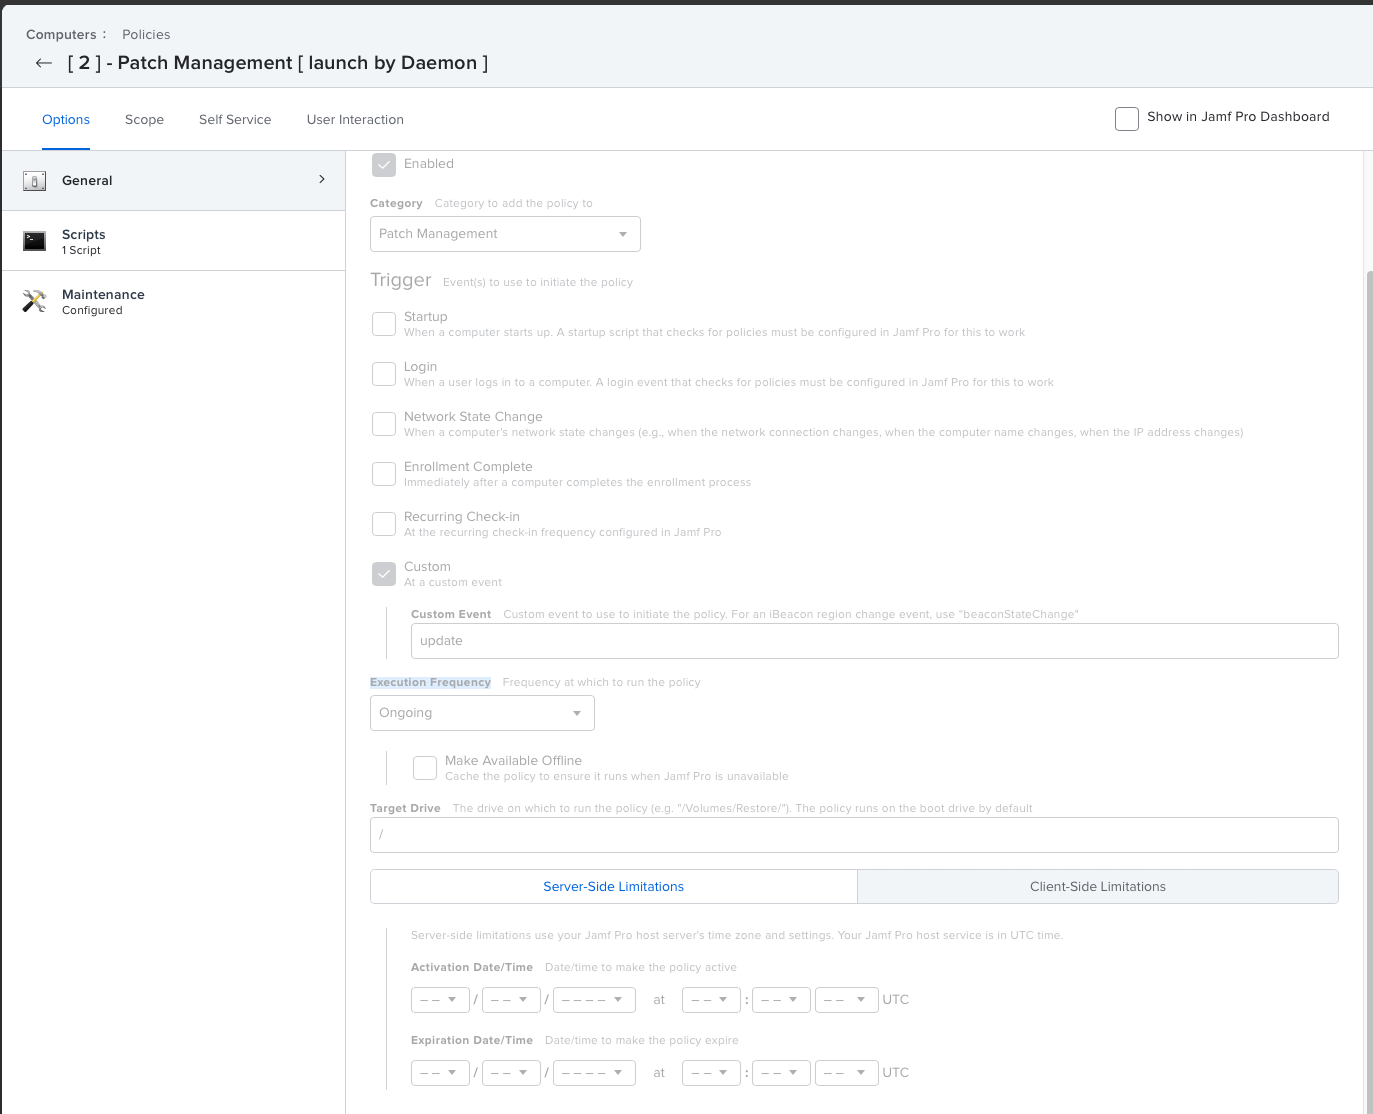 Computers : Policies
← [ 2 ] - Patch Management [ launch by Daemon ]
Options Scope Self Service User Interaction
Show in Jamf Pro Dashboard
General
Scripts
1 Script
Maintenance
Configured
Enabled
Category Category to add the policy to
Patch Management
Trigger Event(s) to use to initiate the policy
Startup
When a computer starts up. A startup script that checks for policies must be configured in Jamf Pro for this to work
Login
When a user logs in to a computer. A login event that checks for policies must be configured in Jamf Pro for this to work
Network State Change
When a computer's network state changes (e.g., when the network connection changes, when the computer name changes, when the IP address changes)
Enrollment Complete
Immediately after a computer completes the enrollment process
Recurring Check-in
At the recurring check-in frequency configured in Jamf Pro
Custom
At a custom event
Custom Event Custom event to use to initiate the policy. For an iBeacon region change event, use "beaconStateChange"
update
Execution Frequency Frequency at which to run the policy
Ongoing
Make Available Offline
Cache the policy to ensure it runs when Jamf Pro is unavailable
Target Drive The drive on which to run the policy (e.g. "/Volumes/Restore/"). The policy runs on the boot drive by default
/
Server-Side Limitations Client-Side Limitations
Server-side limitations use your Jamf Pro host server's time zone and settings. Your Jamf Pro host service is in UTC time.
Activation Date/Time Date/time to make the policy active
– – / – – / – – – – at – – : – – – – UTC
Expiration Date/Time Date/time to make the policy expire
– – / – – / – – – – at – – : – – – – UTC